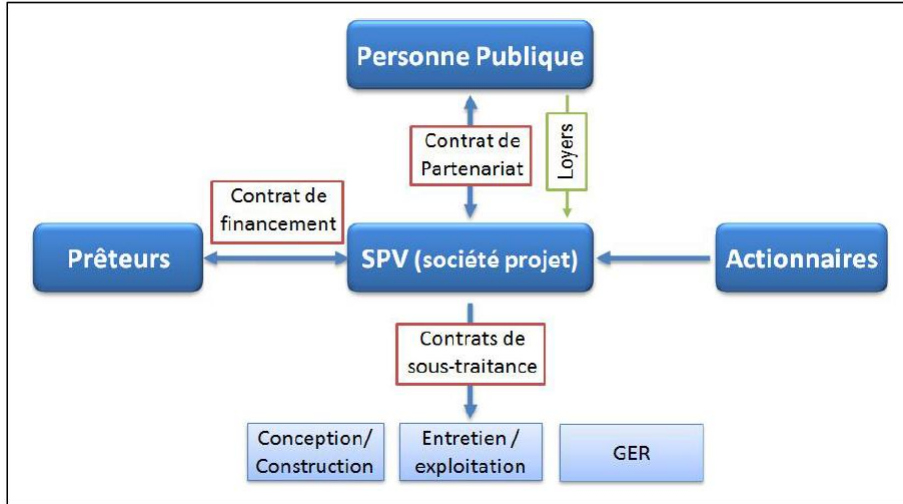 Personne Publique
Contrat de
Partenariat
Loyers
Contrat de
financement
Prêteurs
SPV (société projet)
Actionnaires
Contrats de
sous-traitance
Conception/
Construction
Entretien /
exploitation
GER